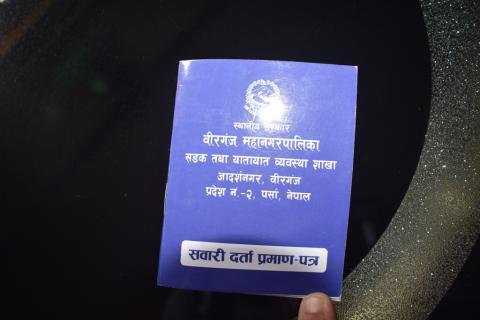 स्थानीय सरकार
वीरगंज महानगरपालिका
सडक तथा यातायात व्यवस्था शाखा
आदर्शनगर, वीरगंज
प्रदेश नं.-२, पर्सा, नेपाल
सवारी दर्ता प्रमाण-पत्र